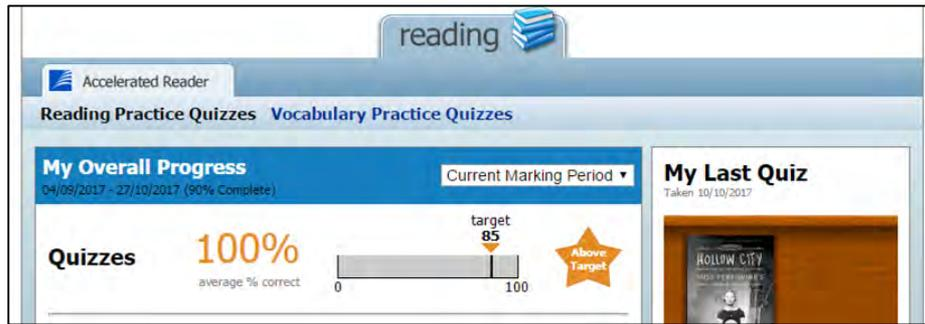 reading
Accelerated Reader
Reading Practice Quizzes Vocabulary Practice Quizzes
My Overall Progress
04/09/2017 - 27/10/2017 (90% Complete)
Current Marking Period
My Last Quiz
Taken 10/10/2017
Quizzes
100%
average % correct
target
85
0
100
Above
Target
HOLLOW CITY